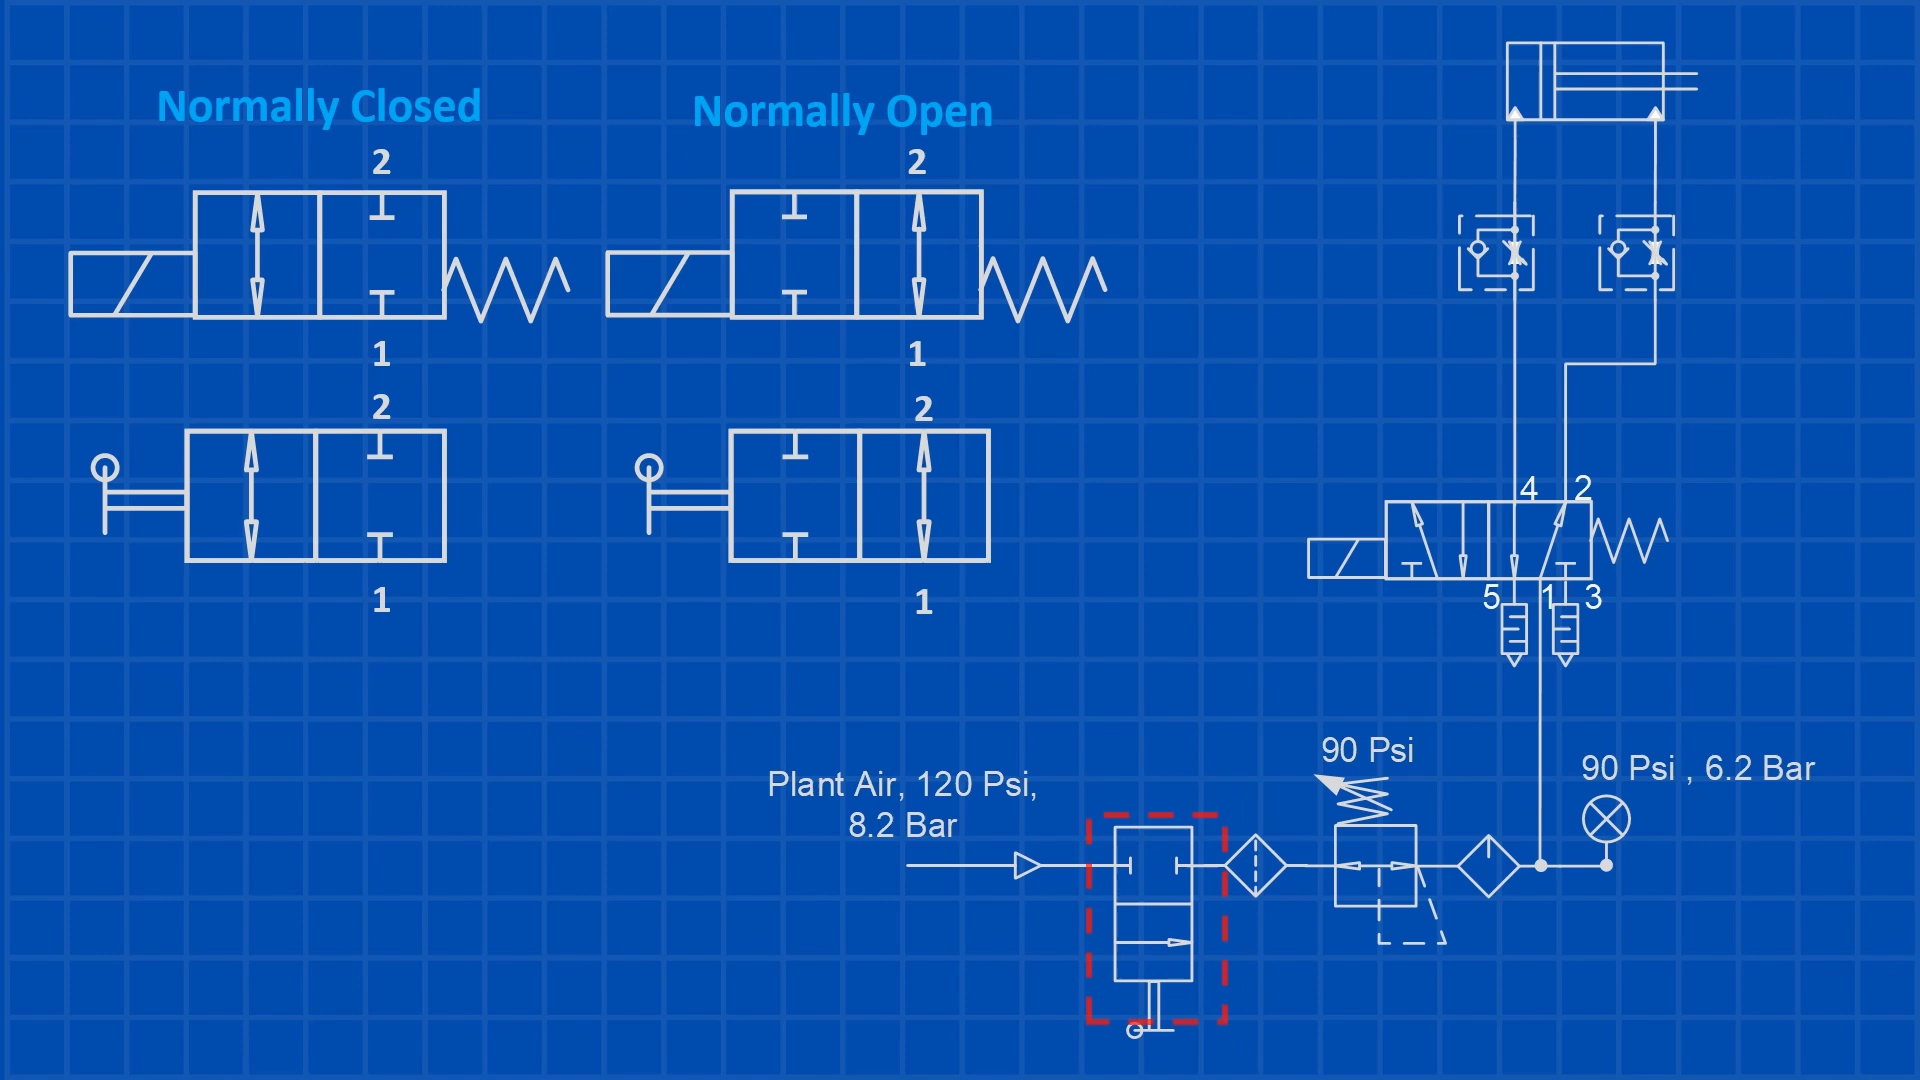 Normally Closed
Normally Open
2
2
1
1
2
2
1
1
4 2
5 1 3
90 Psi
90 Psi , 6.2 Bar
Plant Air, 120 Psi,
8.2 Bar